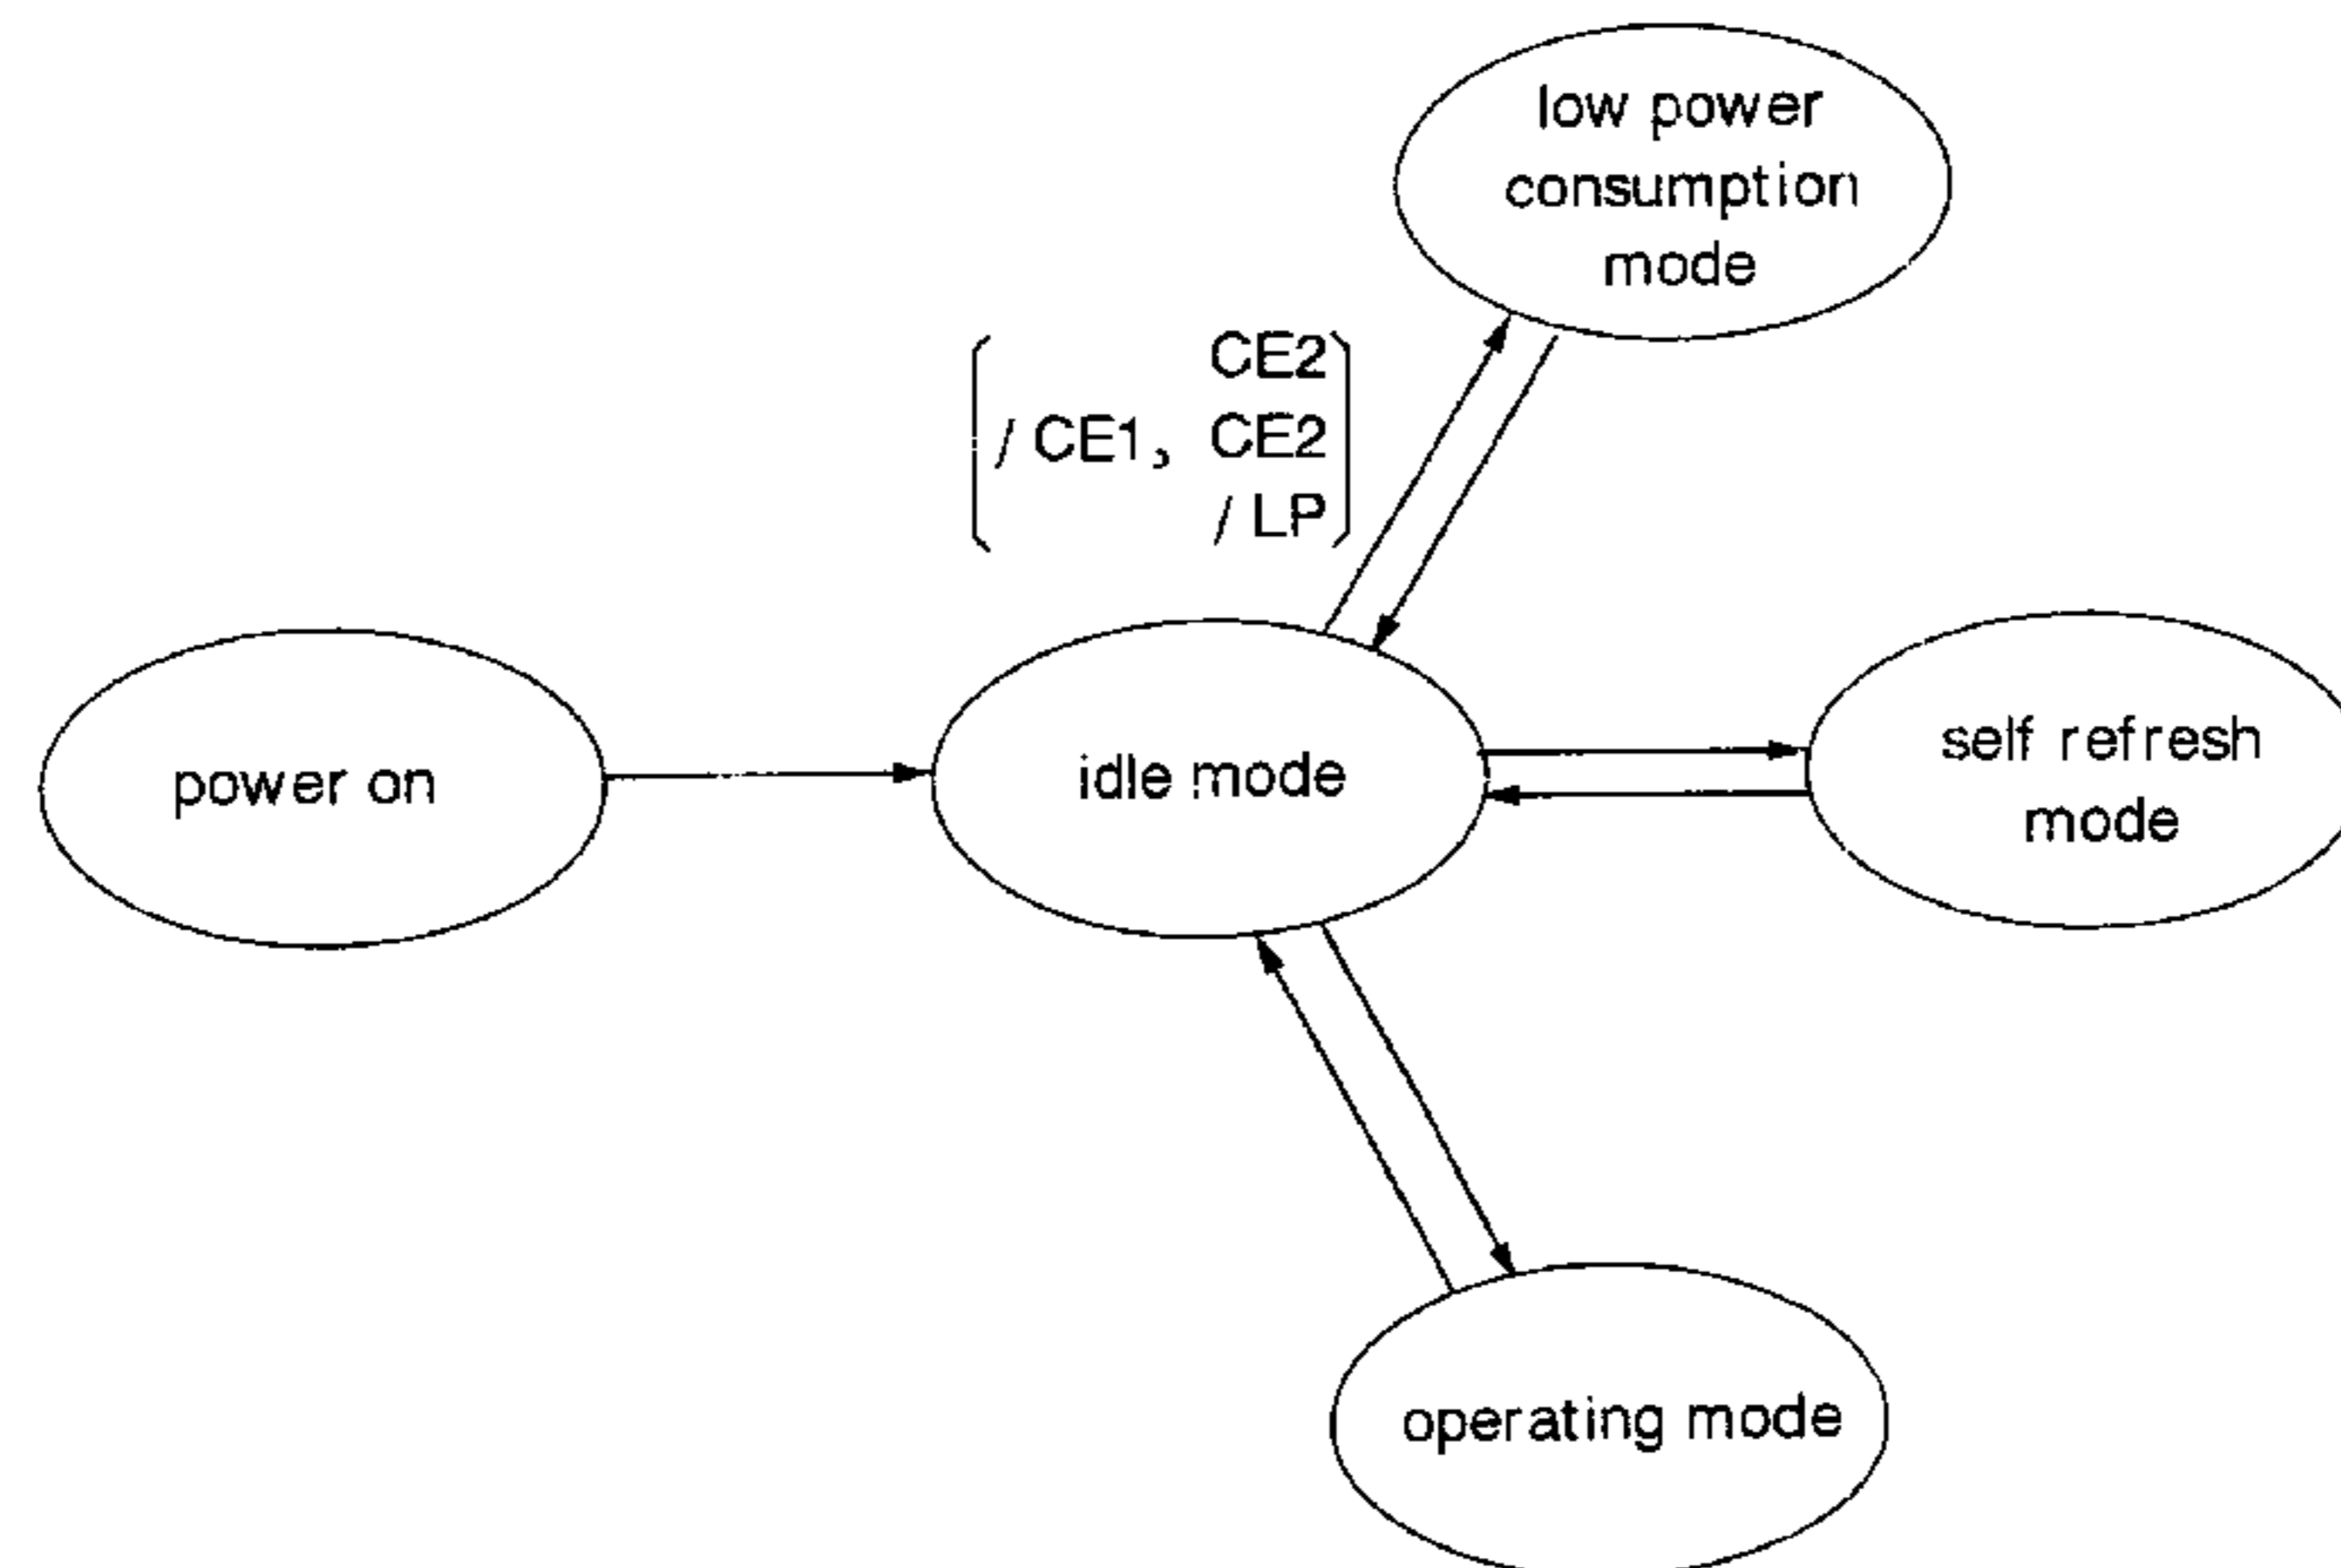 low power
consumption
mode
CE2
/ CE1, CE2
/ LP
power on
idle mode
self refresh
mode
operating mode